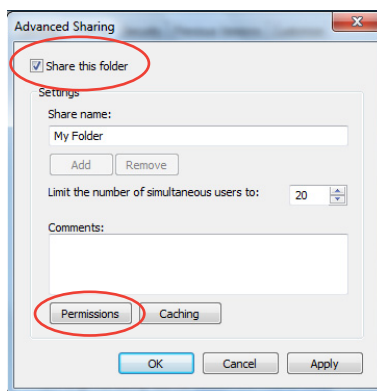 Advanced Sharing
Share this folder
Settings
Share name:
My Folder
Add Remove
Limit the number of simultaneous users to: 20
Comments:
Permissions Caching
OK Cancel Apply